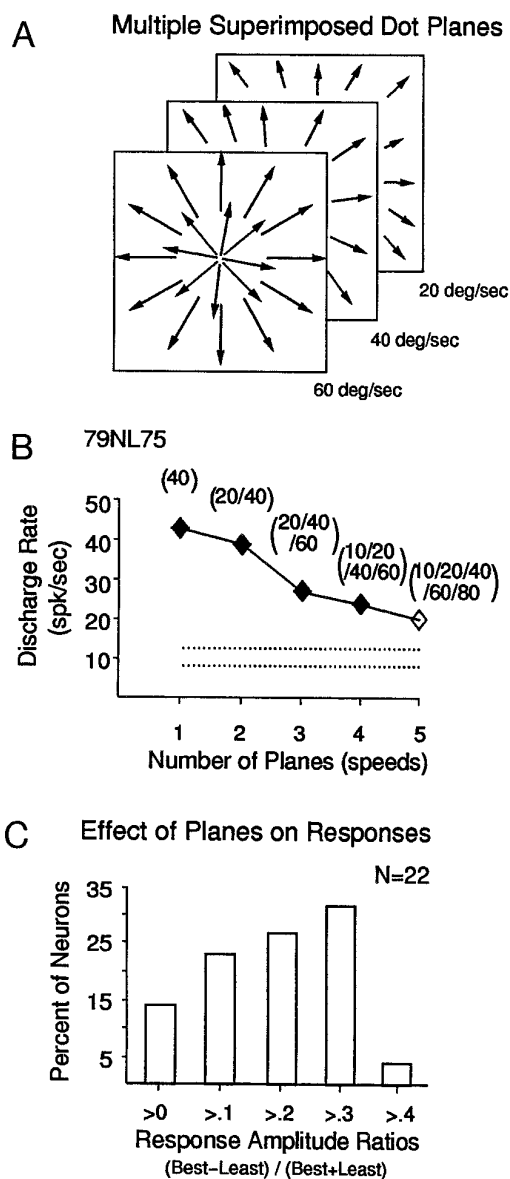 A
Multiple Superimposed Dot Planes
20 deg/sec
40 deg/sec
60 deg/sec
B
79NL75
Discharge Rate
(spk/sec)
50
40
30
20
10
(40)
(20/40)
(20/40
/60)
(10/20
/40/60)
(10/20/40
/60/80)
1 2 3 4 5
Number of Planes (speeds)
C
Effect of Planes on Responses
N=22
Percent of Neurons
35
25
15
5
>0 >.1 >.2 >.3 >.4
Response Amplitude Ratios
(Best–Least) / (Best+Least)